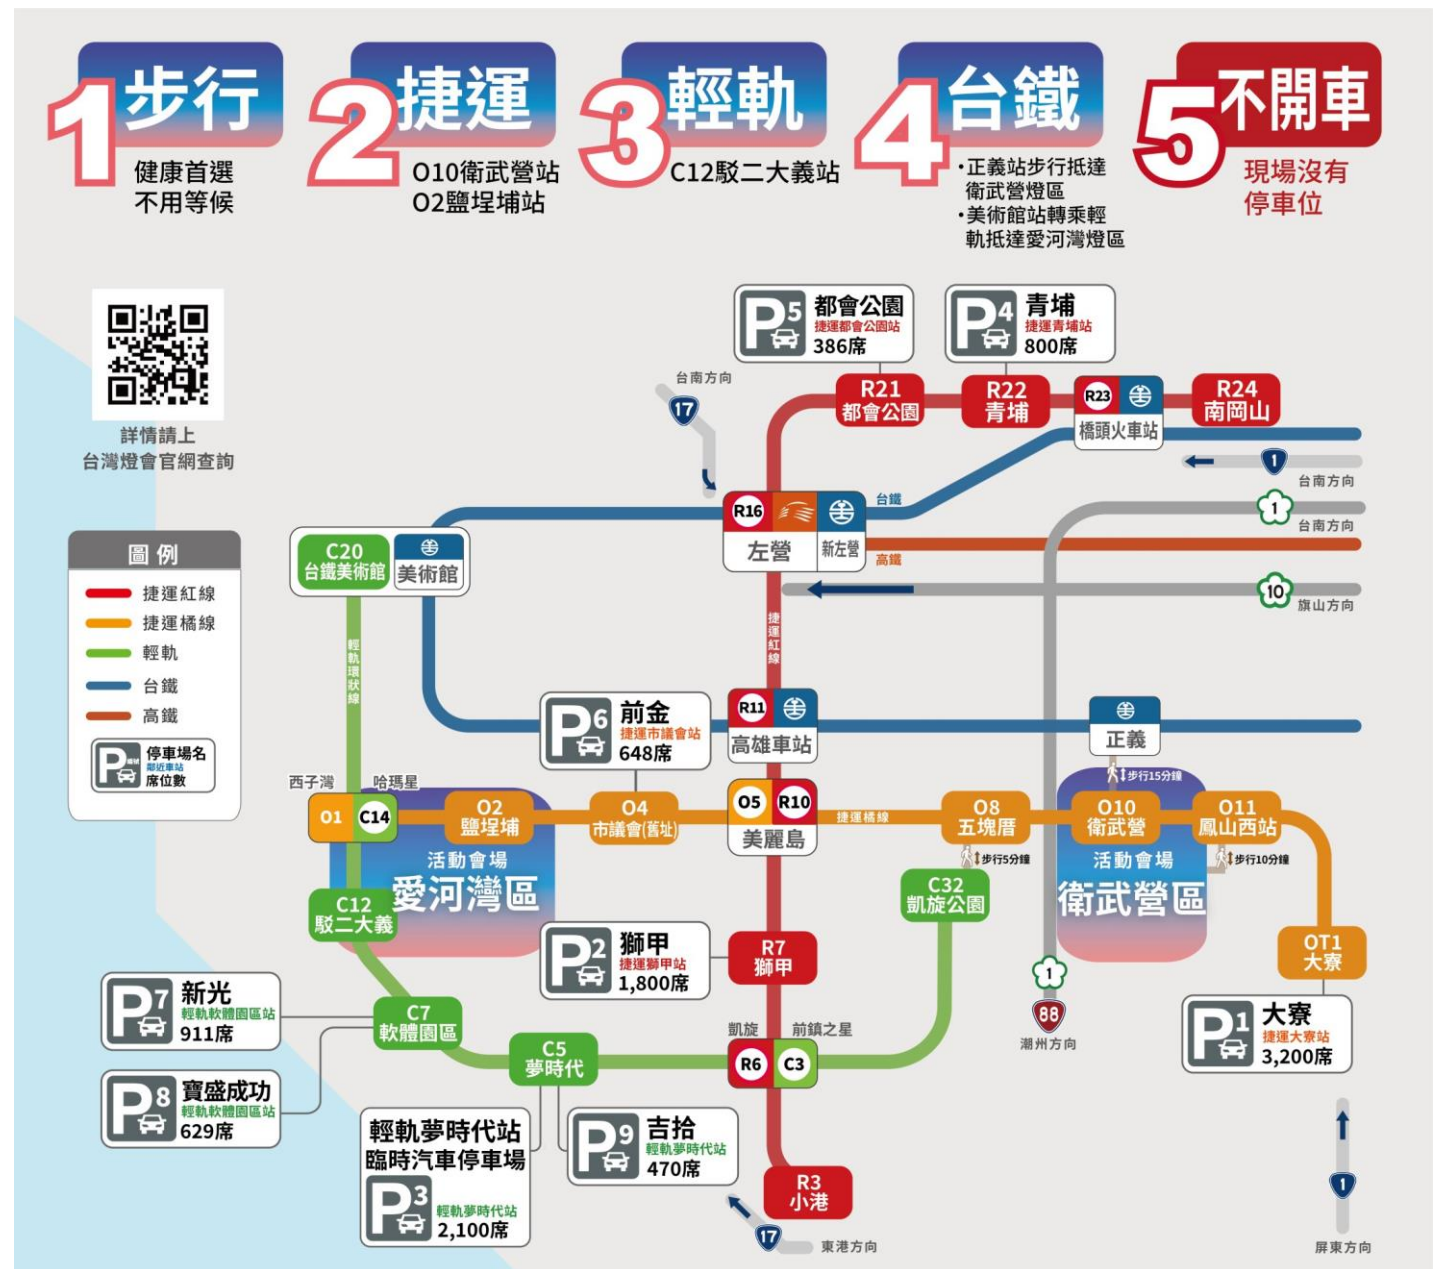 1 步行
健康首選
不用等候
2 捷運
O10衛武營站
O2鹽埕埔站
3 輕軌
C12駁二大義站
4 台鐵
•正義站步行抵達
衛武營燈區
•美術館站轉乘輕
軌抵達愛河灣燈區
5 不開車
現場沒有
停車位
詳情請上
台灣燈會官網查詢
圖例
捷運紅線
捷運橘線
輕軌
台鐵
高鐵
P編號
停車場名
鄰近車站
席位數
P5
都會公園
捷運都會公園站
386席
P4
青埔
捷運青埔站
800席
台南方向
17
R21
都會公園
R22
青埔
R23
橋頭火車站
R24
南岡山
1
台南方向
台鐵
R16
左營
新左營
高鐵
1
台南方向
10
旗山方向
C20
台鐵美術館
美術館
輕軌環狀線
捷運紅線
P6
前金
捷運市議會站
648席
R11
高雄車站
正義
步行15分鐘
西子灣
哈瑪星
O1
C14
O2
鹽埕埔
O4
市議會(舊址)
O5
R10
美麗島
捷運橘線
O8
五塊厝
O10
衛武營
O11
鳳山西站
步行5分鐘
步行10分鐘
活動會場
愛河灣區
活動會場
衛武營區
C12
駁二大義
C32
凱旋公園
P2
獅甲
捷運獅甲站
1,800席
R7
獅甲
OT1
大寮
1
88
潮州方向
P1
大寮
捷運大寮站
3,200席
P7
新光
輕軌軟體園區站
911席
C7
軟體園區
C5
夢時代
凱旋
前鎮之星
R6
C3
P8
寶盛成功
輕軌軟體園區站
629席
輕軌夢時代站
臨時汽車停車場
P3
輕軌夢時代站
2,100席
P9
吉拾
輕軌夢時代站
470席
R3
小港
17
東港方向
1
屏東方向